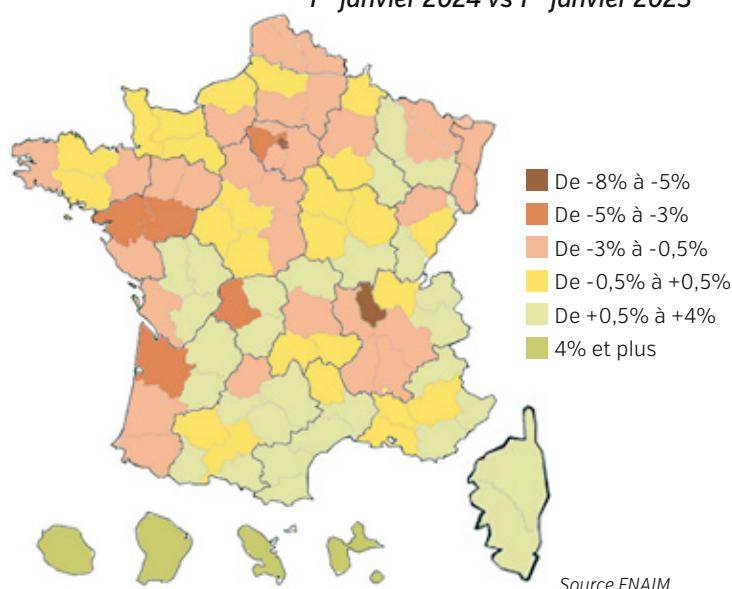 1er janvier 2024 vs 1er janvier 2023
De -8% à -5%
De -5% à -3%
De -3% à -0,5%
De -0,5% à +0,5%
De +0,5% à +4%
4% et plus
Source FNAIM